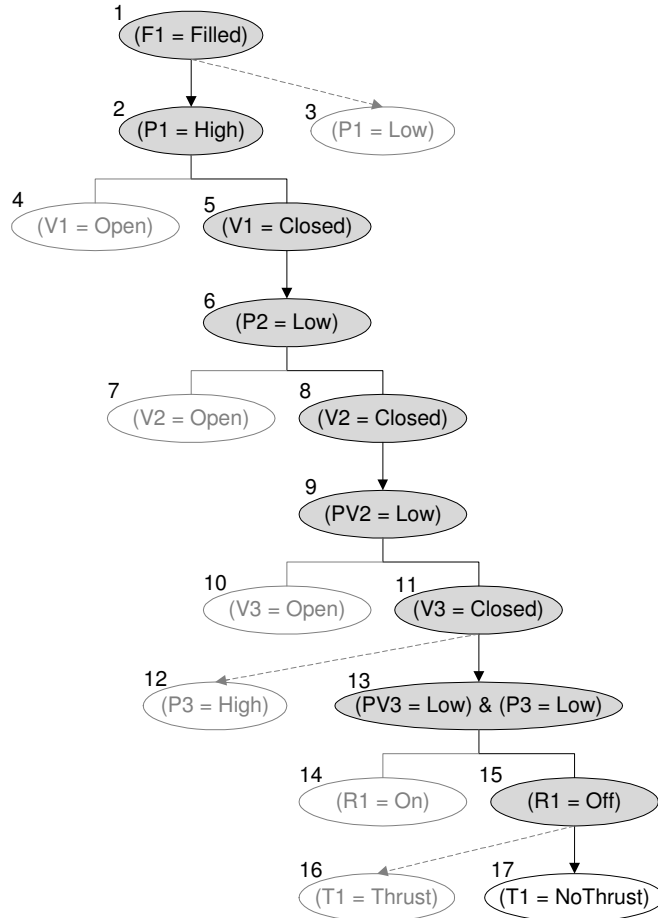 1
(F1 = Filled)
2
(P1 = High)
3
(P1 = Low)
4
(V1 = Open)
5
(V1 = Closed)
6
(P2 = Low)
7
(V2 = Open)
8
(V2 = Closed)
9
(PV2 = Low)
10
(V3 = Open)
11
(V3 = Closed)
12
(P3 = High)
13
(PV3 = Low) & (P3 = Low)
14
(R1 = On)
15
(R1 = Off)
16
(T1 = Thrust)
17
(T1 = NoThrust)